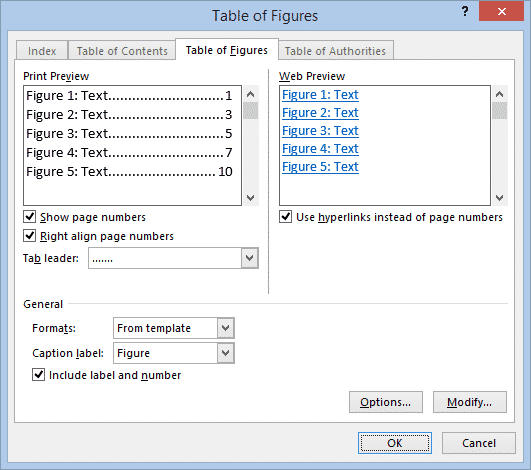 Table of Figures
?
Index
Table of Contents
Table of Figures
Table of Authorities
Print Preview
Figure 1: Text................................1
Figure 2: Text................................3
Figure 3: Text................................5
Figure 4: Text................................7
Figure 5: Text..............................10
Show page numbers
Right align page numbers
Tab leader:
.......
Web Preview
Figure 1: Text
Figure 2: Text
Figure 3: Text
Figure 4: Text
Figure 5: Text
Use hyperlinks instead of page numbers
General
Formats:
From template
Caption label:
Figure
Include label and number
Options...
Modify...
OK
Cancel